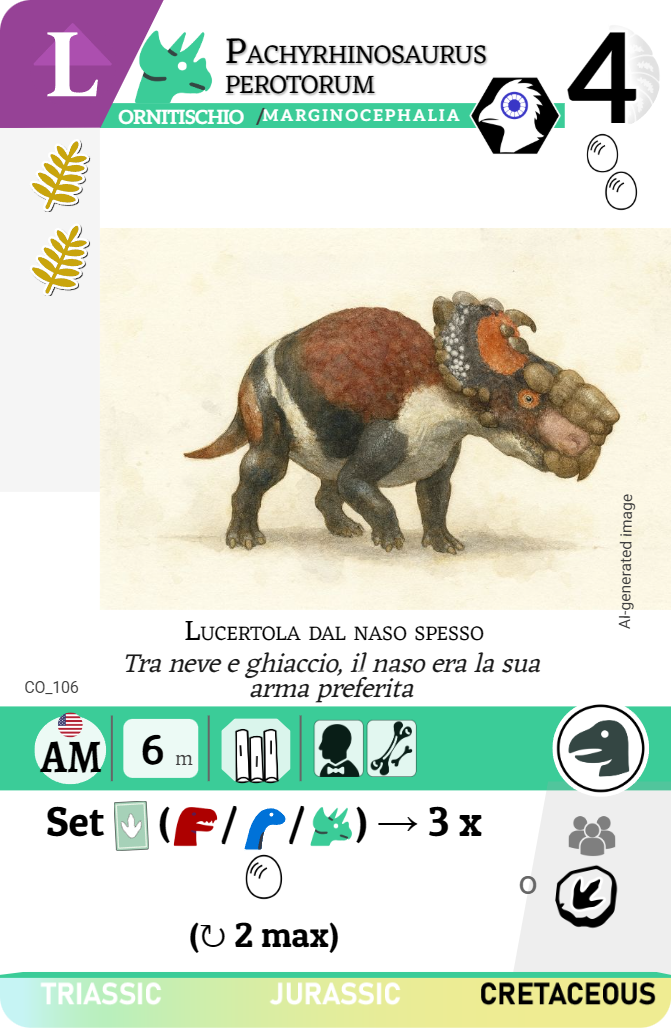 L
PACHYRHINOSAURUS
PEROTORUM
4
ORNITISCHIO /MARGINOCEPHALIA
AI-generated image
LUCERTOLA DAL NASO SPESSO
Tra neve e ghiaccio, il naso era la sua
arma preferita
CO_106
AM
6 m
Set ( / / ) → 3 x
O
(↻ 2 max)
TRIASSIC JURASSIC CRETACEOUS